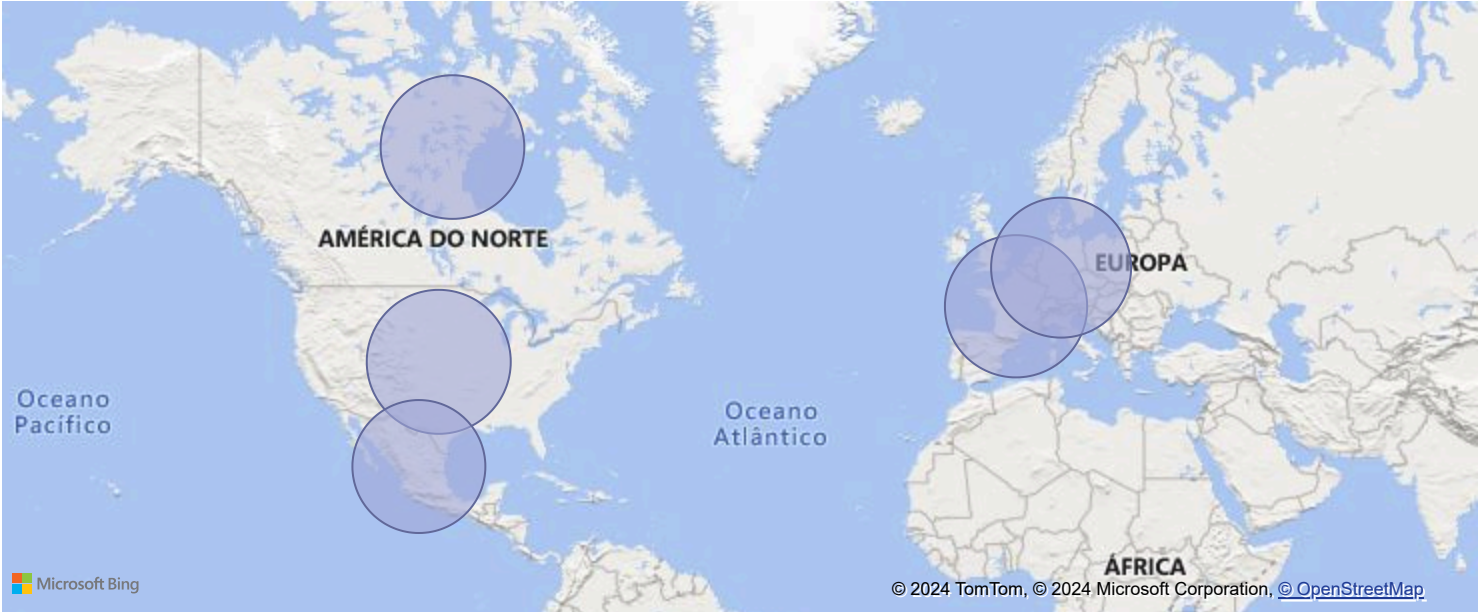 AMÉRICA DO NORTE
EUROPA
Oceano
Pacífico
Oceano
Atlântico
ÁFRICA
Microsoft Bing
© 2024 TomTom, © 2024 Microsoft Corporation, © OpenStreetMap